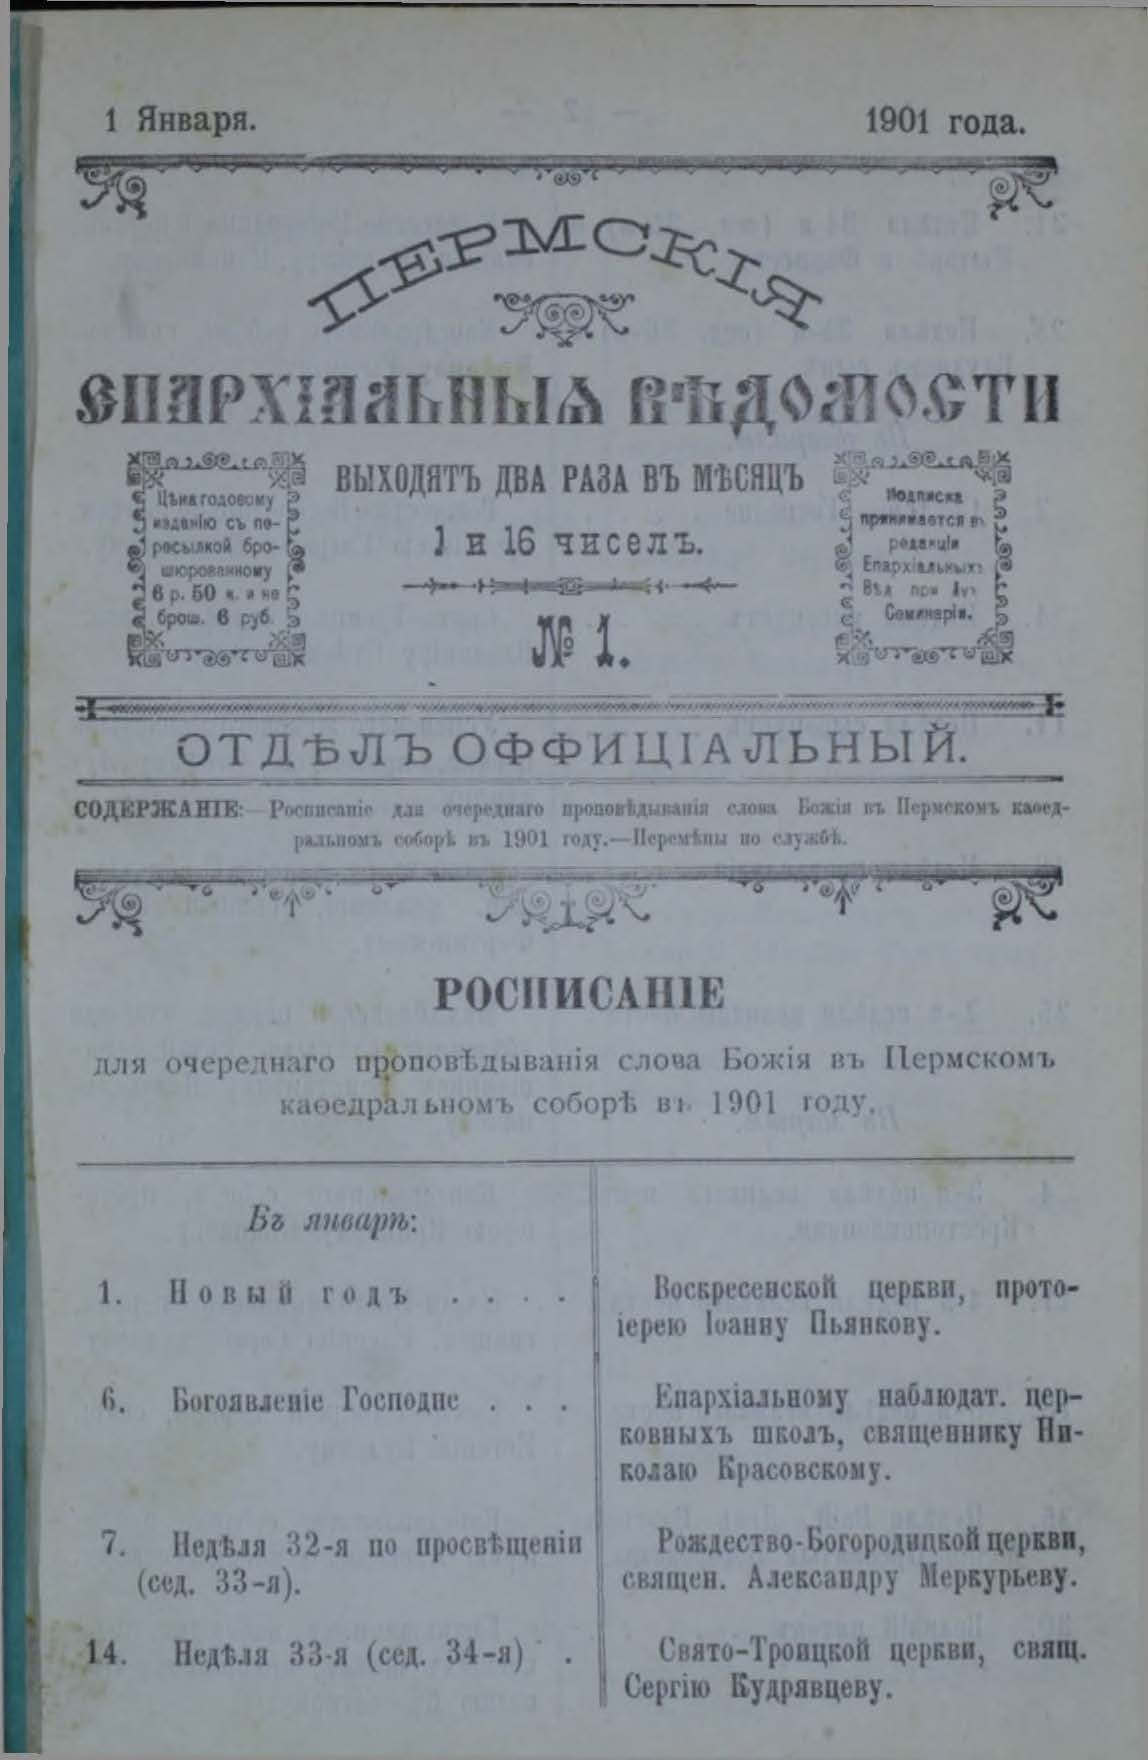 1 Января.
1901 года.
ПЕРМСКІЯ
ЕПАРХІАЛЬНЫЯ ВѢДОМОСТИ
Цѣна годовому
изданію съ пе-
ресылкой бро-
шюрованному
6 р. 50 к. и не
брош. 6 руб.
ВЫХОДЯТЪ ДВА РАЗА ВЪ МѢСЯЦЪ
1 и 16 чиселъ.
№ 1.
Подписка
принимается въ
редакціи
Епархіальныхъ
Вѣд при Дух
Семинаріи.
ОТДѢЛЪ ОФФИЦІАЛЬНЫЙ.
СОДЕРЖАНІЕ:—Росписаніе для очереднаго проповѣдыванія слова Божія въ Пермскомъ каѳед-
ральномъ соборѣ въ 1901 году.—Перемѣны по службѣ.
РОСПИСАНІЕ
для очереднаго проповѣдыванія слова Божія въ Пермскомъ
каѳедральномъ соборѣ въ 1901 году.
Въ январѣ:
1. Новый годъ . . . .
Воскресенской церкви, прото-
іерею Іоанну Пьянкову.
6. Богоявленіе Господне . . .
Епархіальному наблюдат. цер-
ковныхъ школъ, священнику Ни-
колаю Красовскому.
7. Недѣля 32-я по просвѣщеніи
(сед. 33-я).
Рождество-Богородицкой церкви,
священ. Александру Меркурьеву.
14. Недѣля 33-я (сед. 34-я) .
Свято-Троицкой церкви, свящ.
Сергію Кудрявцеву.